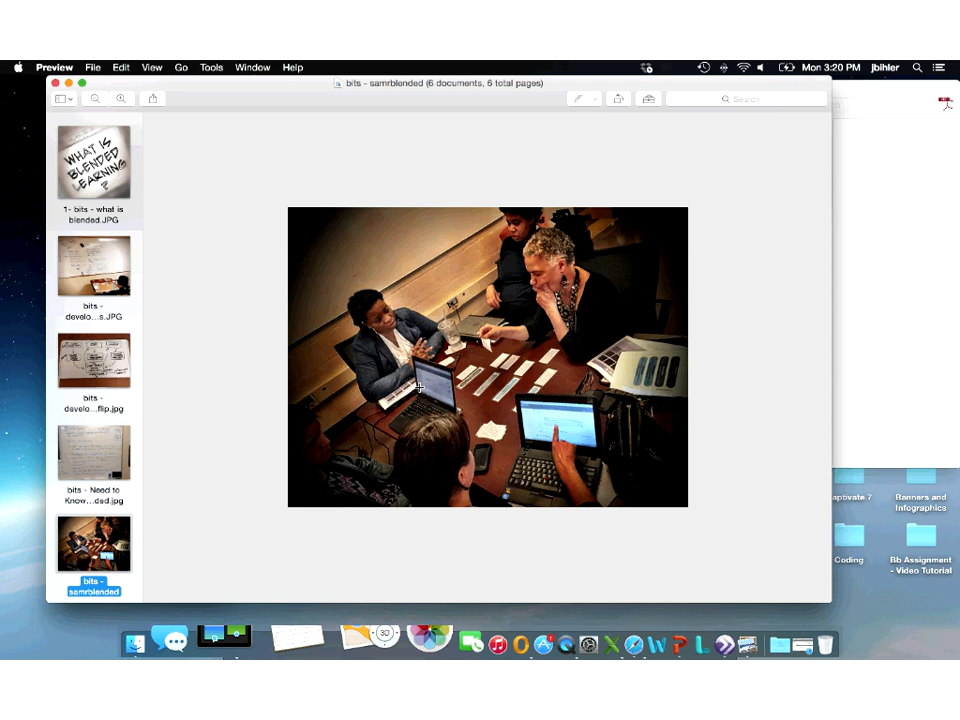 Preview File Edit View Go Tools Window Help
Mon 3:20 PM jbihler
bits - samrblended (6 documents, 6 total pages)
Search
WHAT IS
BLENDED
LEARNING
?
1- bits - what is
blended.JPG
bits -
develo...s.JPG
bits -
develo...flip.jpg
bits - Need to
Know...ded.jpg
bits -
samrblended
aptivate 7
Banners and
Infographics
Coding
Bb Assignment
- Video Tutorial
3D